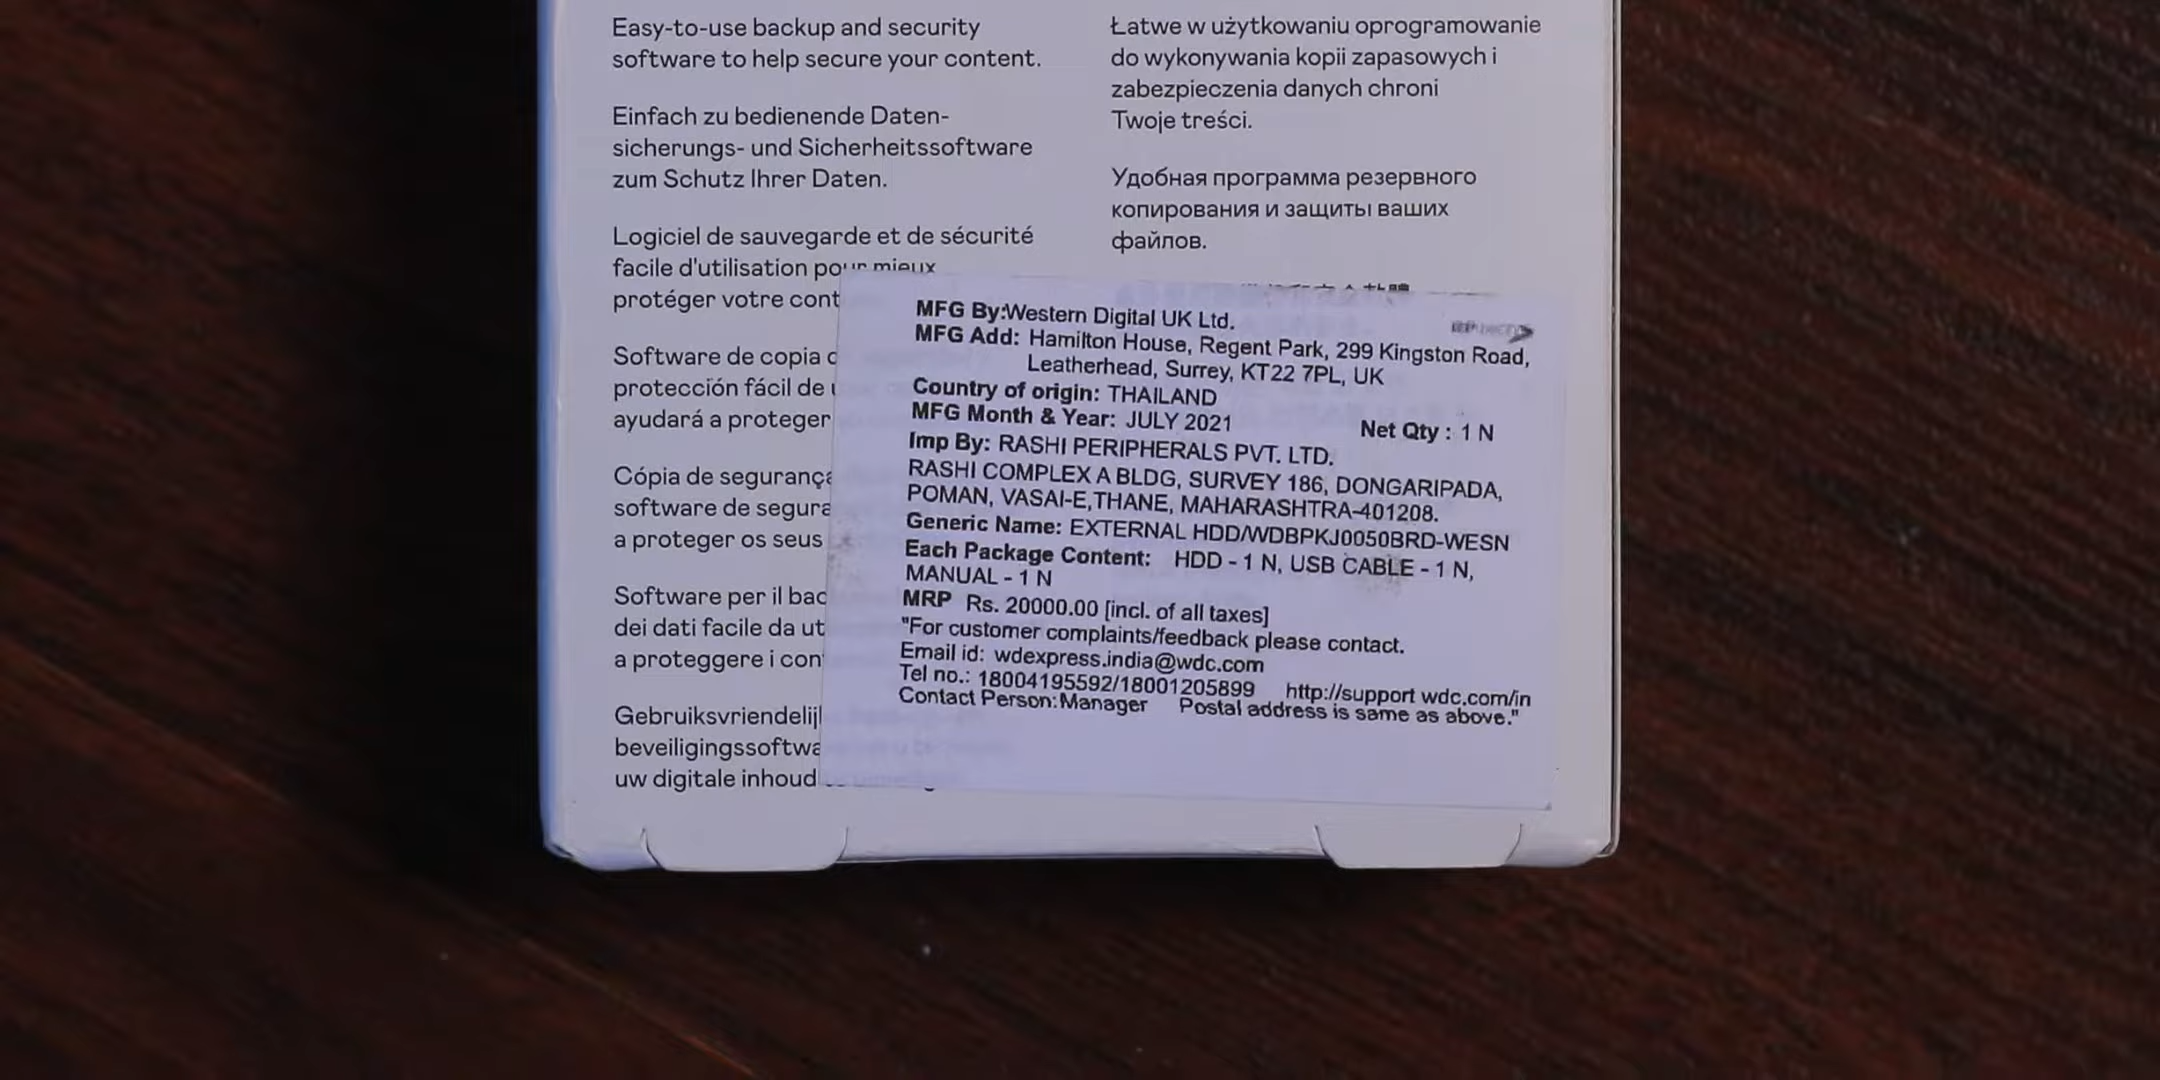 Easy-to-use backup and security
software to help secure your content.
Einfach zu bedienende Daten-
sicherungs- und Sicherheitssoftware
zum Schutz Ihrer Daten.
Logiciel de sauvegarde et de sécurité
facile d'utilisation pour mieux
protéger votre cont
Software de copia
protección fácil de
ayudará a proteger
Cópia de segurança
software de segura
a proteger os seus
Software per il bac
dei dati facile da ut
a proteggere i con
Gebruiksvriendelij
beveiligingssoftwa
uw digitale inhoud
Łatwe w użytkowaniu oprogramowanie
do wykonywania kopii zapasowych i
zabezpieczenia danych chroni
Twoje treści.
Удобная программа резервного
копирования и защиты ваших
файлов.
MFG By:Western Digital UK Ltd.
MFG Add: Hamilton House, Regent Park, 299 Kingston Road,
Leatherhead, Surrey, KT22 7PL, UK
Country of origin: THAILAND
MFG Month & Year: JULY 2021 Net Qty : 1 N
Imp By: RASHI PERIPHERALS PVT. LTD.
RASHI COMPLEX A BLDG, SURVEY 186, DONGARIPADA,
POMAN, VASAI-E,THANE, MAHARASHTRA-401208.
Generic Name: EXTERNAL HDD/WDBPKJ0050BRD-WESN
Each Package Content: HDD - 1 N, USB CABLE - 1 N,
MANUAL - 1 N
MRP Rs. 20000.00 [incl. of all taxes]
"For customer complaints/feedback please contact.
Email id: wdexpress.india@wdc.com
Tel no.: 18004195592/18001205899 http://support wdc.com/in
Contact Person:Manager Postal address is same as above."